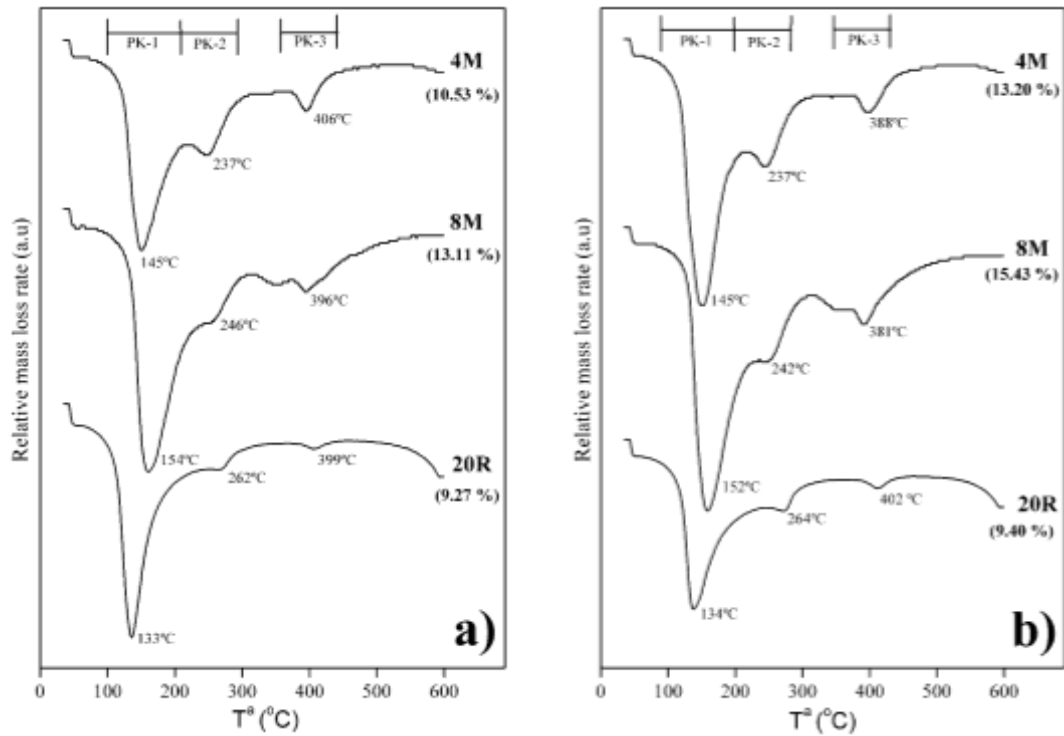 PK-1 PK-2 PK-3
4M
(10.53 %)
406ºC
237ºC
145ºC
8M
(13.11 %)
396ºC
246ºC
154ºC
20R
(9.27 %)
399ºC
262ºC
133ºC
a)
Relative mass loss rate (a.u)
0 100 200 300 400 500 600
Tª (ºC)
PK-1 PK-2 PK-3
4M
(13.20 %)
388ºC
237ºC
145ºC
8M
(15.43 %)
381ºC
242ºC
152ºC
20R
(9.40 %)
402 ºC
264ºC
134ºC
b)
Relative mass loss rate (a.u)
0 100 200 300 400 500 600
Tª (ºC)